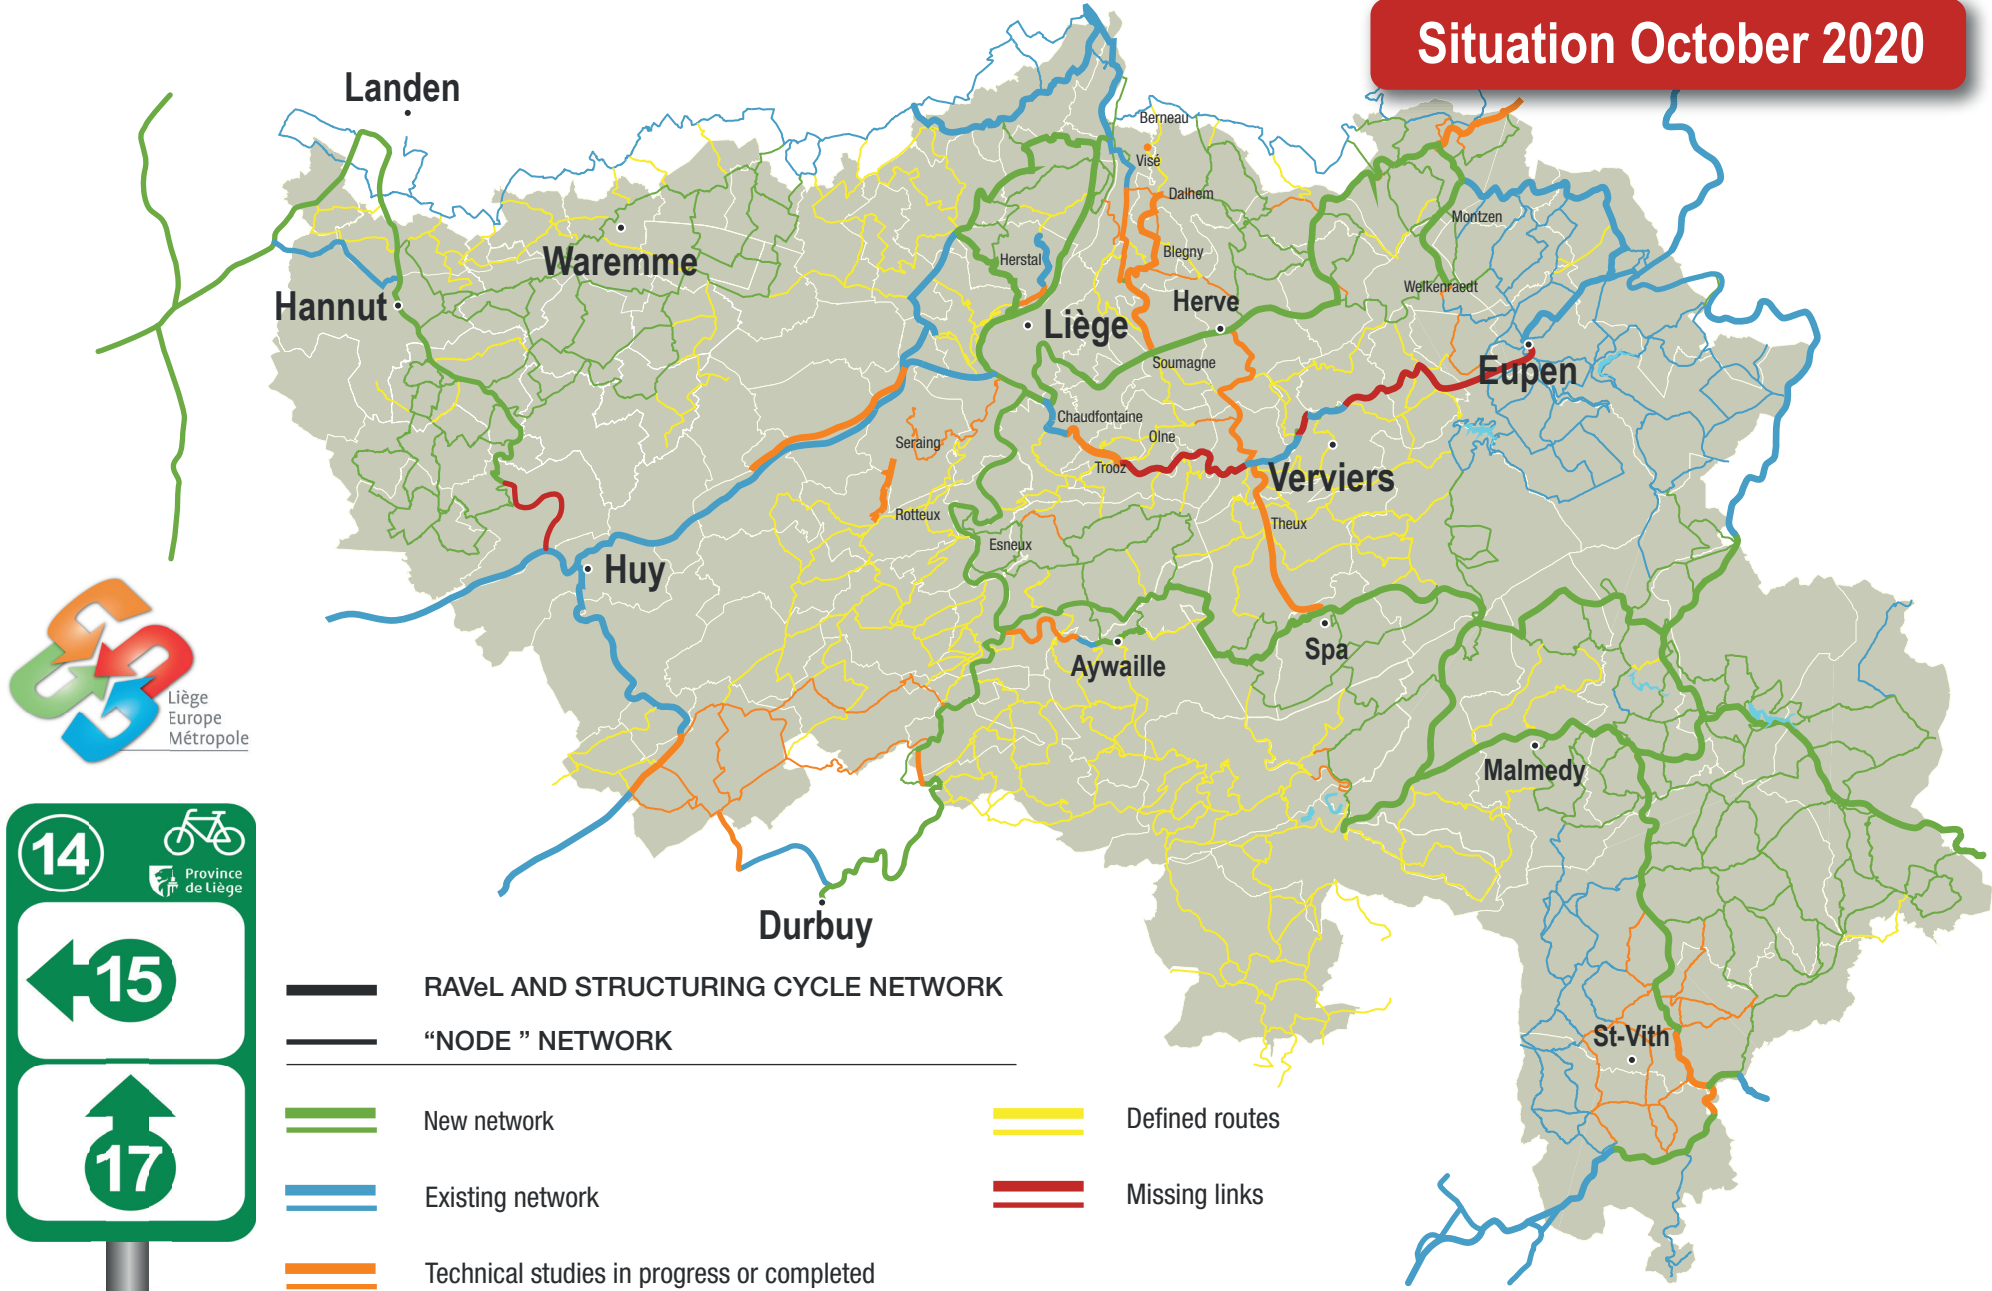 Situation October 2020
Landen
Berneau
Visé
Dalhem
Montzen
Waremme
Herstal
Blegny
Welkenraedt
Hannut
Herve
Liège
Soumagne
Eupen
Chaudfontaine
Seraing
Olne
Trooz
Verviers
Rotteux
Theux
Esneux
Huy
Spa
Aywaille
Liège
Europe
Métropole
Malmedy
14
Province
de Liège
15
17
Durbuy
St-Vith
RAVeL AND STRUCTURING CYCLE NETWORK
“NODE ” NETWORK
New network
Existing network
Technical studies in progress or completed
Defined routes
Missing links